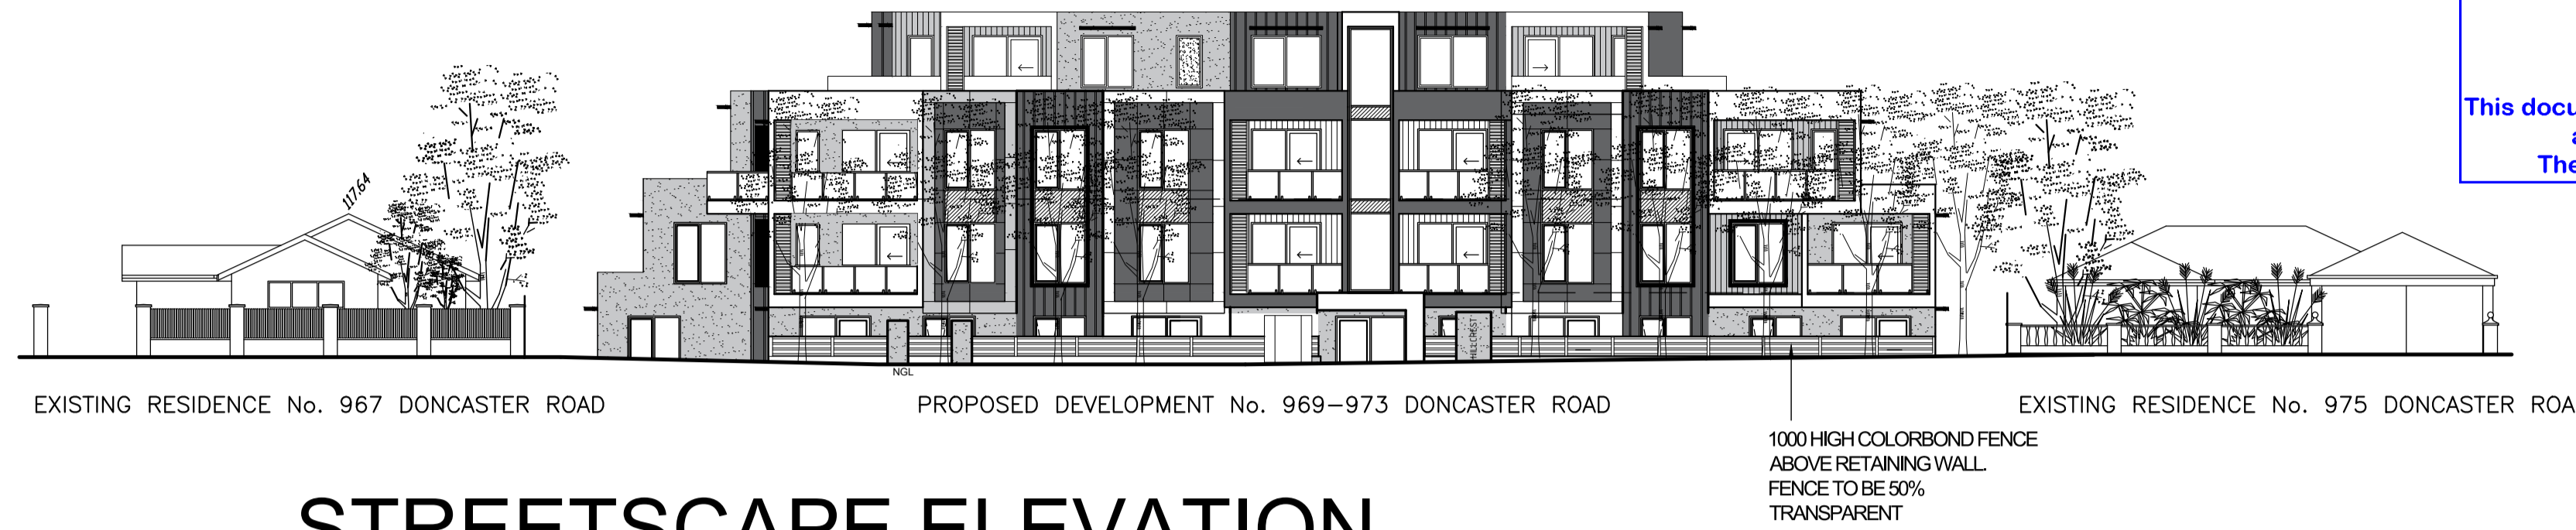 This docu
a
The
117.64
HILLCREST
NGL
EXISTING RESIDENCE No. 967 DONCASTER ROAD
PROPOSED DEVELOPMENT No. 969-973 DONCASTER ROAD
EXISTING RESIDENCE No. 975 DONCASTER ROA
1000 HIGH COLORBOND FENCE
ABOVE RETAINING WALL.
FENCE TO BE 50%
TRANSPARENT
STREETSCAPE ELEVATION